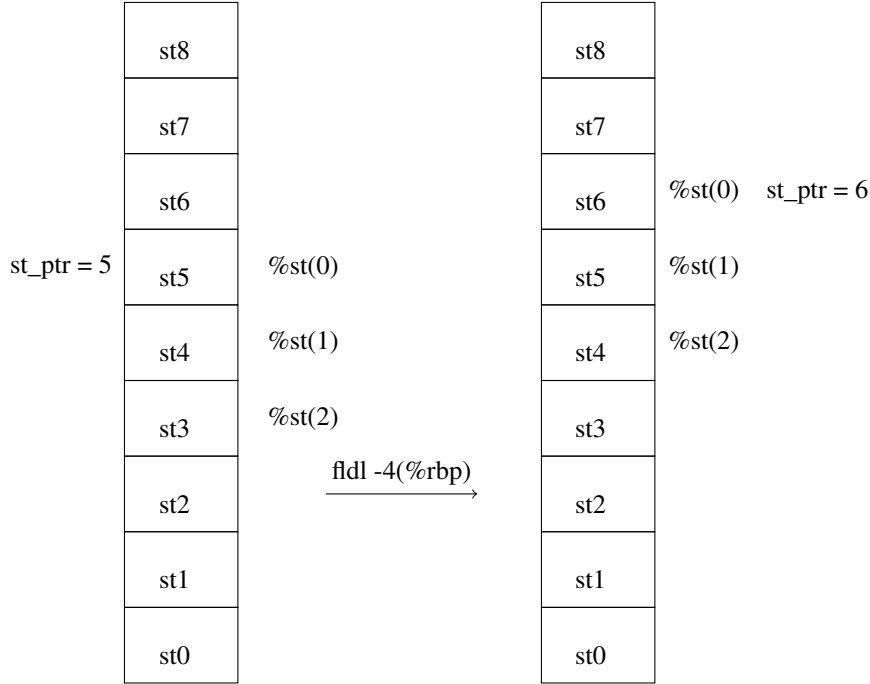 st8
st7
st6
st_ptr = 5 st5 %st(0)
st4 %st(1)
st3 %st(2)
st2
st1
st0
fldl -4(%rbp)
st8
st7
st6 %st(0) st_ptr = 6
st5 %st(1)
st4 %st(2)
st3
st2
st1
st0